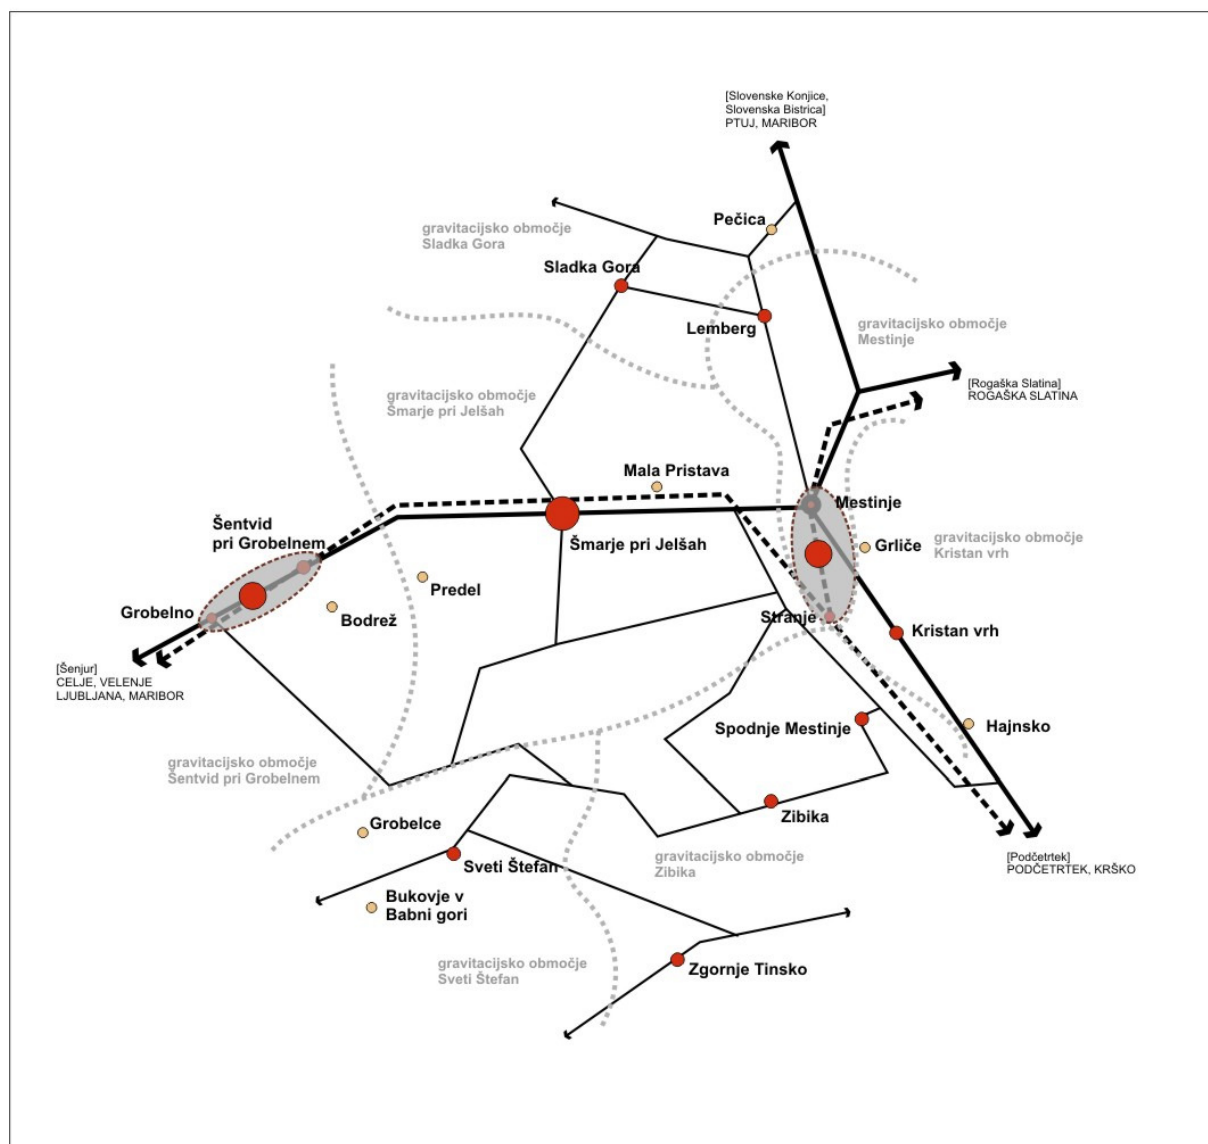 [Slovenske Konjice,
Slovenska Bistrica]
PTUJ, MARIBOR
Pečica
gravitacijsko območje
Sladka Gora
Sladka Gora
Lemberg
gravitacijsko območje
Mestinje
[Rogaška Slatina]
ROGAŠKA SLATINA
gravitacijsko območje
Šmarje pri Jelšah
Mala Pristava
Mestinje
Šentvid
pri Grobelnem
Šmarje pri Jelšah
Grliče
gravitacijsko območje
Kristan vrh
Predel
Grobelno
Bodrež
Stranje
Kristan vrh
[Šenjur]
CELJE, VELENJE
LJUBLJANA, MARIBOR
Spodnje Mestinje
Hajnsko
gravitacijsko območje
Šentvid pri Grobelnem
Grobelce
Zibika
Sveti Štefan
gravitacijsko območje
Zibika
[Podčetrtek]
PODČETRTEK, KRŠKO
Bukovje v
Babni gori
gravitacijsko območje
Sveti Štefan
Zgornje Tinsko